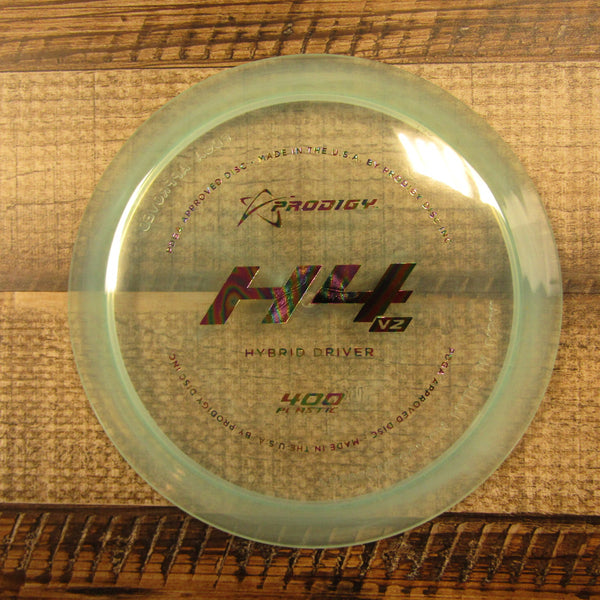 PDGA APPROVED DISC • MADE IN THE U.S.A. BY PRODIGY DISC, INC
PRODIGY
H4
V2
HYBRID DRIVER
400
PLASTIC
PDGA APPROVED DISC • MADE IN THE U.S.A. BY PRODIGY DISC INC